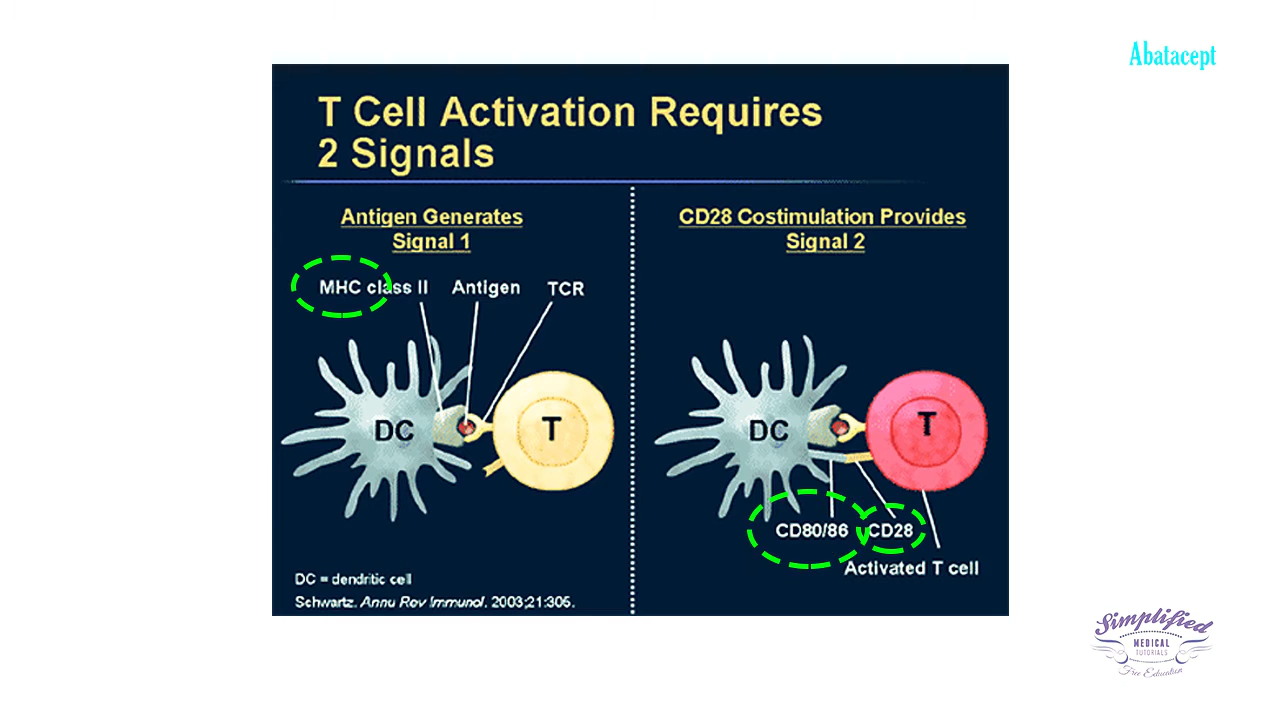 Abatacept
T Cell Activation Requires
2 Signals
Antigen Generates
Signal 1
MHC class II Antigen TCR
DC T
DC = dendritic cell
Schwartz. Annu Rev Immunol. 2003;21:305.
CD28 Costimulation Provides
Signal 2
DC T
CD80/86 CD28
Activated T cell
Simplified
MEDICAL
TUTORIALS
Free Education